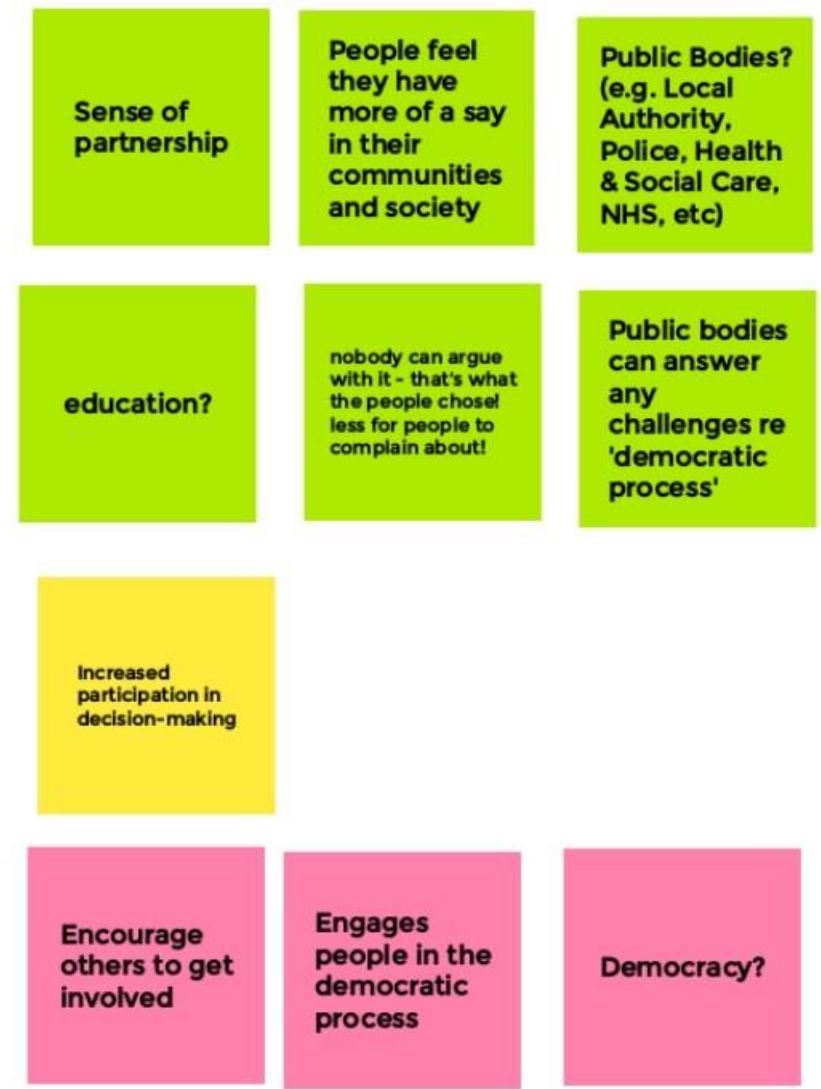 Sense of
partnership
People feel
they have
more of a say
in their
communities
and society
Public Bodies?
(e.g. Local
Authority,
Police, Health
& Social Care,
NHS, etc)
education?
nobody can argue
with it - that's what
the people chose!
less for people to
complain about!
Public bodies
can answer
any
challenges re
'democratic
process'
Increased
participation in
decision-making
Encourage
others to get
involved
Engages
people in the
democratic
process
Democracy?